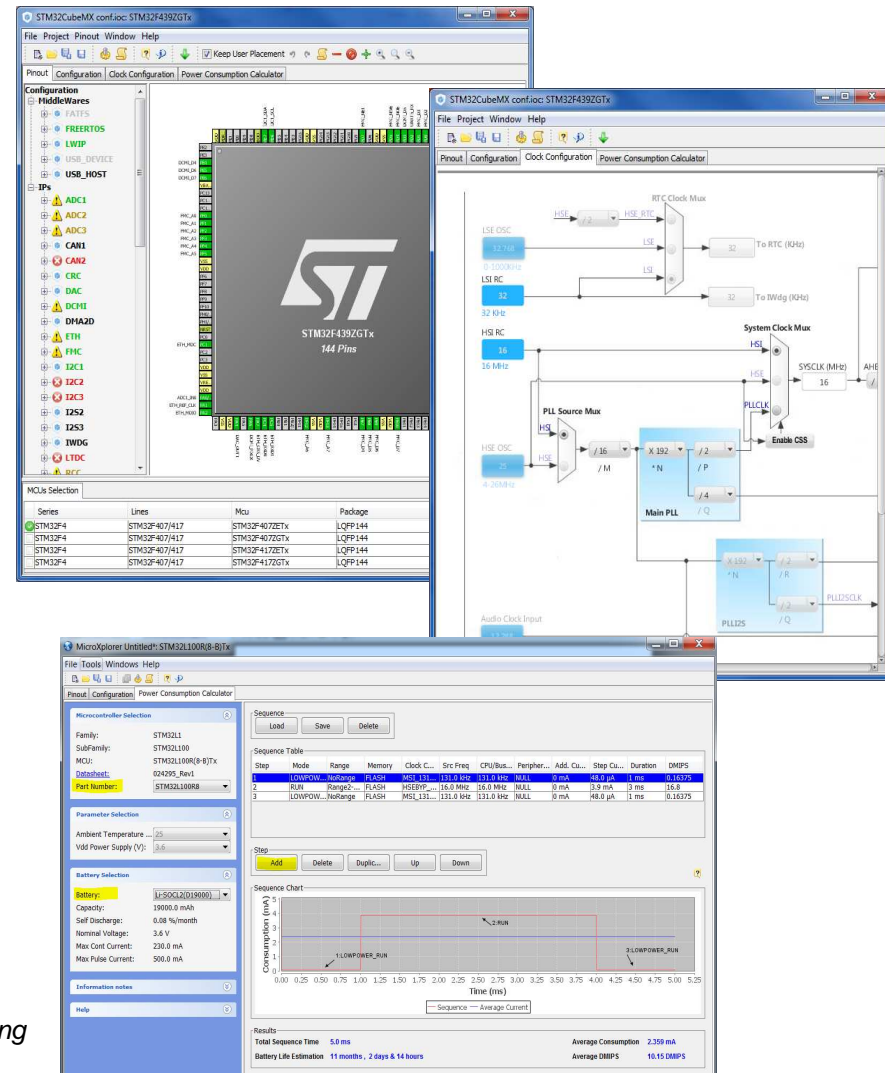 STM32CubeMX conf.ioc: STM32F439ZGTx
File Project Pinout Window Help
Keep User Placement
Pinout Configuration Clock Configuration Power Consumption Calculator
Configuration
MiddleWares
FATFS
FREERTOS
LWIP
USB_DEVICE
USB_HOST
IPs
ADC1
ADC2
ADC3
CAN1
CAN2
CRC
DAC
DCMI
DMA2D
ETH
FMC
I2C1
I2C2
I2C3
I2S2
I2S3
IWDG
LTDC
RCC
STM32F439ZGTx
144 Pins
MCUs Selection
Series Lines Mcu Package
STM32F4 STM32F407/417 STM32F407ZETx LQFP144
STM32F4 STM32F407/417 STM32F407ZGTx LQFP144
STM32F4 STM32F407/417 STM32F417ZETx LQFP144
STM32F4 STM32F407/417 STM32F417ZGTx LQFP144
STM32CubeMX conf.ioc: STM32F439ZGTx
File Project Window Help
Pinout Configuration Clock Configuration Power Consumption Calculator
RTC Clock Mux
HSE / 2 HSE_RTC
LSE OSC
32.768 LSE 32 To RTC (KHz)
0-1000KHz
LSI RC LSI
32 32 To IWdg (KHz)
32 KHz
HSI RC System Clock Mux
16 HSI
16 MHz SYSCLK (MHz)
HSE 16
PLL Source Mux PLLCLK
HSI Enable CSS
HSE OSC / 16 X 192 / 2
25 HSE / M * N / P
4-26MHz / 4
Main PLL / Q
X 192 / 2
* N / R
/ 2 PLLI2SCLK
PLLI2S / Q
Audio Clock Input
MicroXplorer Untitled*: STM32L100R(8-B)Tx
File Tools Windows Help
Pinout Configuration Power Consumption Calculator
Microcontroller Selection
Family: STM32L1
SubFamily: STM32L100
MCU: STM32L100R(8-B)Tx
Datasheet: 024295_Rev1
Part Number: STM32L100R8
Parameter Selection
Ambient Temperature ... 25
Vdd Power Supply (V): 3.6
Battery Selection
Battery: Li-SOCL2(D19000)
Capacity: 19000.0 mAh
Self Discharge: 0.08 %/month
Nominal Voltage: 3.6 V
Max Cont Current: 230.0 mA
Max Pulse Current: 500.0 mA
Information notes
Help
Sequence
Load Save Delete
Sequence Table
Step Mode Range Memory Clock C... Src Freq CPU/Bus... Peripher... Add. Cu... Step Cu... Duration DMIPS
1 LOWPOW... NoRange FLASH MSI_131... 131.0 kHz 131.0 kHz NULL 0 mA 48.0 µA 1 ms 0.16375
2 RUN Range2-... FLASH HSEBYP_... 16.0 MHz 16.0 MHz NULL 0 mA 3.9 mA 3 ms 16.8
3 LOWPOW... NoRange FLASH MSI_131... 131.0 kHz 131.0 kHz NULL 0 mA 48.0 µA 1 ms 0.16375
Step
Add Delete Duplic... Up Down
Sequence Chart
Consumption (mA)
5
4
3
2
1
0
2:RUN
1:LOWPOWER_RUN
3:LOWPOWER_RUN
0.00 0.25 0.50 0.75 1.00 1.25 1.50 1.75 2.00 2.25 2.50 2.75 3.00 3.25 3.50 3.75 4.00 4.25 4.50 4.75 5.00 5.25
Time (ms)
Sequence Average Current
Results
Total Sequence Time 5.0 ms Average Consumption 2.359 mA
Battery Life Estimation 11 months , 2 days & 14 hours Average DMIPS 10.15 DMIPS
ng